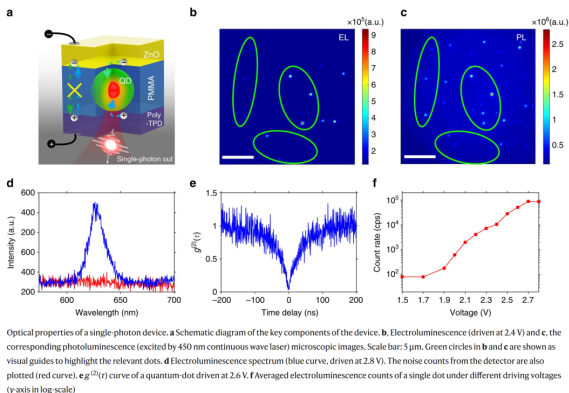 a
ZnO
QD
PMMA
Poly
-TPD
Single-photon out
b
×10⁵(a.u.)
EL
9
8
7
6
5
4
3
2
c
×10⁶(a.u.)
PL
2.5
2
1.5
1
0.5
d
Intensity (a.u.)
600
500
400
300
200
600
650
700
Wavelength (nm)
e
g⁽²⁾(τ)
1.5
1
0.5
0
−200
−100
0
100
200
Time delay (ns)
f
Count rate (cps)
10⁵
10⁴
10³
10²
1.5
1.7
1.9
2.1
2.3
2.5
2.7
Voltage (V)
Optical properties of a single-photon device. a Schematic diagram of the key components of the device. b, Electroluminescence (driven at 2.4 V) and c, the
corresponding photoluminescence (excited by 450 nm continuous wave laser) microscopic images. Scale bar: 5 μm. Green circles in b and c are shown as
visual guides to highlight the relevant dots. d Electroluminescence spectrum (blue curve, driven at 2.8 V). The noise counts from the detector are also
plotted (red curve). e g ⁽²⁾(τ) curve of a quantum-dot driven at 2.6 V. f Averaged electroluminescence counts of a single dot under different driving voltages
(y-axis in log-scale)